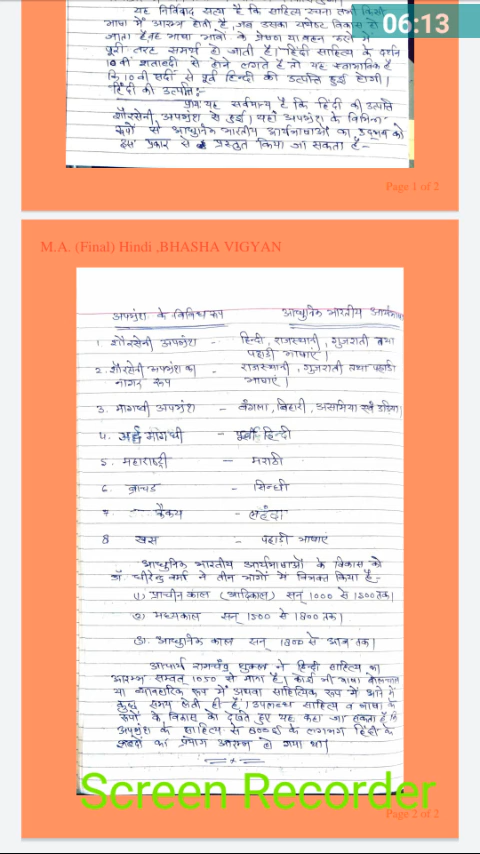 यह निर्विवाद सत्य है कि साहित्य रचना तभी किसी
भाषा में आरम्भ होती है, जब उसका यथेष्ट विकास हो
06:13
जाता है, वह भाषा भावों के प्रेषण या वहन करने में
पूरी तरह समर्थ हो जाती है। हिंदी साहित्य के दर्शन
10वीं शताब्दी से होने लगते हैं तो यह स्वाभाविक है
कि 10वीं सदी से पूर्व हिन्दी की उत्पत्ति हुई होगी।
हिंदी की उत्पत्ति:-
प्रायः यह सर्वमान्य है कि हिंदी की उत्पत्ति
शौरसेनी अपभ्रंश से हुई। यहाँ अपभ्रंश के विभिन्न
रूपों से आधुनिक भारतीय आर्यभाषाओं का उद्भव को
इस प्रकार से प्रस्तुत किया जा सकता है-
Page 1 of 2
M.A. (Final) Hindi ,BHASHA VIGYAN
अपभ्रंश के विविध रूप आधुनिक भारतीय आर्यभाषा
1. शौरसेनी अपभ्रंश - हिन्दी, राजस्थानी, गुजराती तथा
पहाड़ी भाषाएं।
2. शौरसेनी अपभ्रंश का - राजस्थानी, गुजराती तथा पहाड़ी
नागर रूप भाषाएं।
3. मागधी अपभ्रंश - बंगला, बिहारी, असमिया एवं उड़िया।
4. अर्द्ध मागधी - पूर्वी हिन्दी
5. महाराष्ट्री - मराठी
6. ब्राचड - सिन्धी
7. कैकय - लहंदा
8 खस - पहाड़ी भाषाएं
आधुनिक भारतीय आर्यभाषाओं के विकास को
डॉ. धीरेन्द्र वर्मा ने तीन भागों में विभक्त किया है-
(1) प्राचीन काल (आदिकाल) सन् 1000 से 1500 तक।
2) मध्यकाल सन् 1500 से 1800 तक।
3). आधुनिक काल सन् 1800 से आज तक।
आचार्य रामचंद्र शुक्ल ने हिन्दी साहित्य का
आरम्भ सम्वत् 1050 से माना है। कोई भी भाषा बोलचाल
या व्यावहारिक रूप में अथवा साहित्यिक रूप में आने में
कुछ समय लेती ही है। उपलब्ध साहित्य व भाषा के
रूपों के विकास को देखते हुए यह कहा जा सकता है कि
अपभ्रंश के साहित्य से 800ई के लगभग हिंदी के
शब्दों का प्रयोग आरम्भ हो गया था।
Screen Recorder
Page 2 of 2